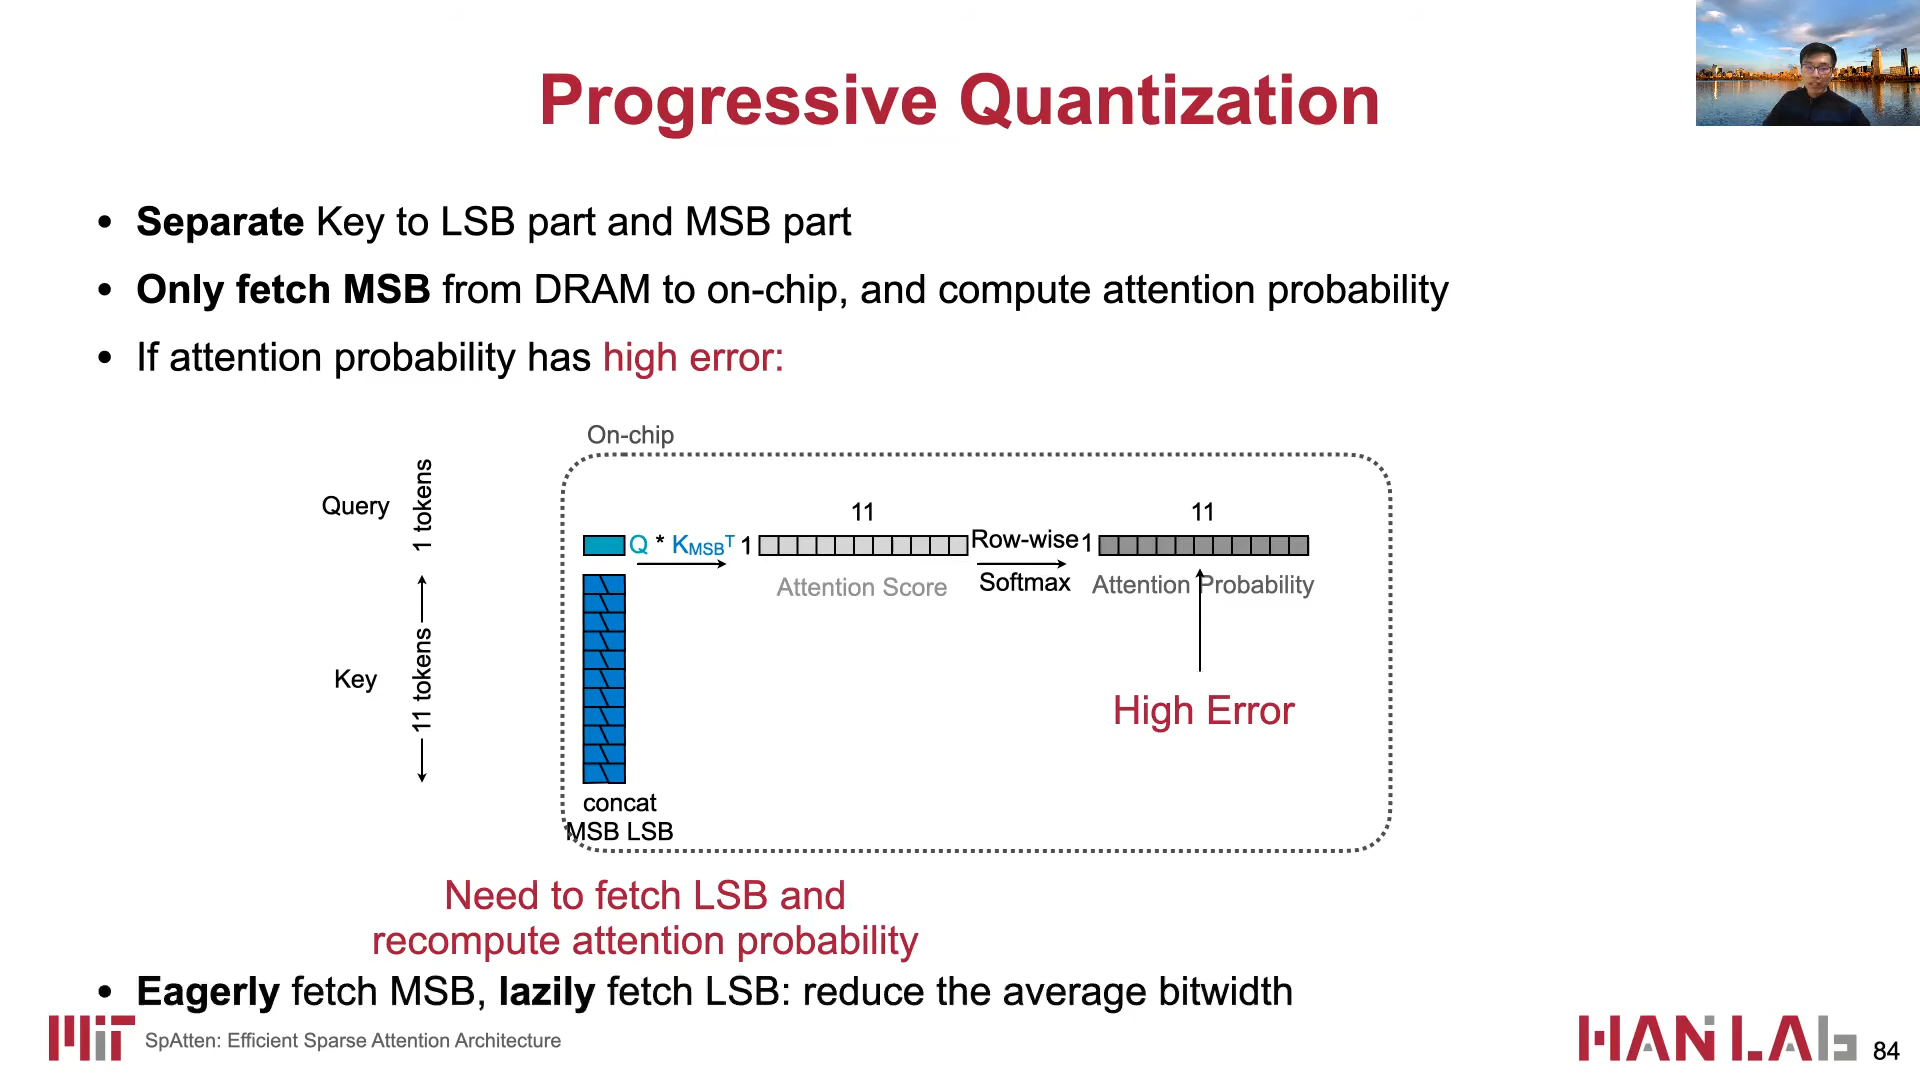 Progressive Quantization
• Separate Key to LSB part and MSB part
• Only fetch MSB from DRAM to on-chip, and compute attention probability
• If attention probability has high error:
On-chip
Query
1 tokens
Key
11 tokens
Q * KMSBT
1
11
Attention Score
Row-wise
Softmax
1
11
Attention Probability
High Error
concat
MSB LSB
Need to fetch LSB and
recompute attention probability
• Eagerly fetch MSB, lazily fetch LSB: reduce the average bitwidth
MIT
SpAtten: Efficient Sparse Attention Architecture
HAN LAb
84